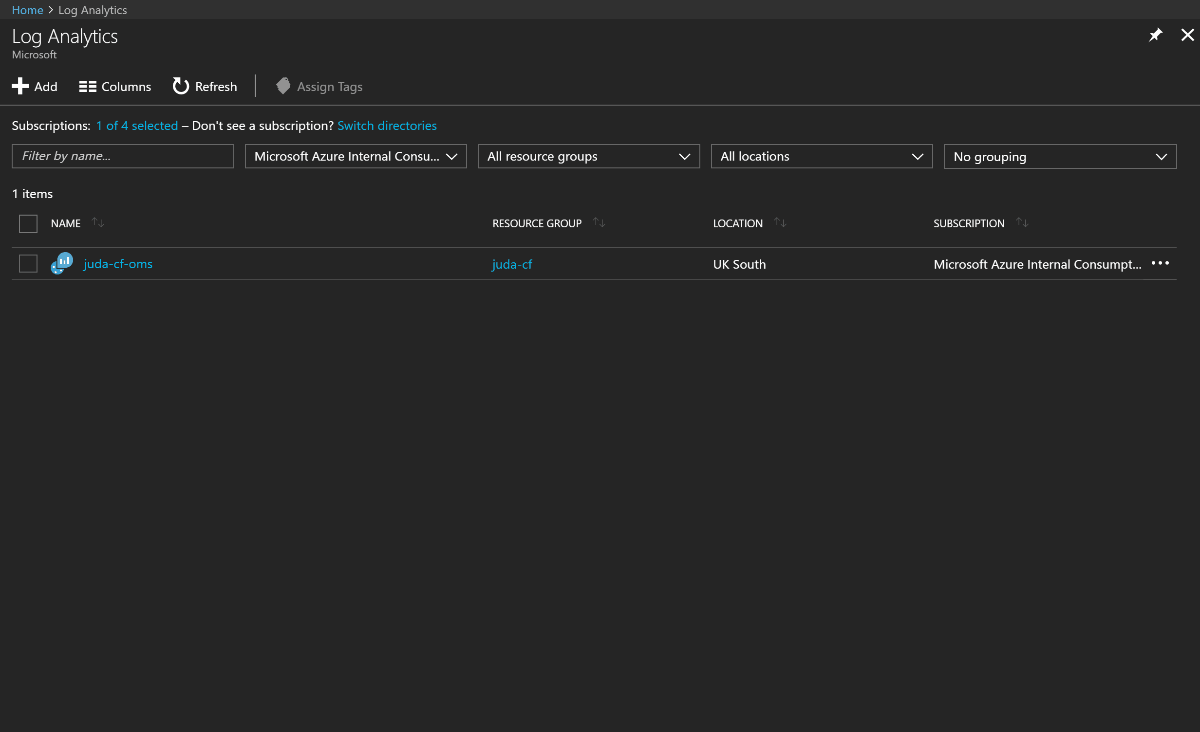 Home > Log Analytics
Log Analytics
Microsoft
Add Columns Refresh Assign Tags
Subscriptions: 1 of 4 selected – Don't see a subscription? Switch directories
Filter by name... Microsoft Azure Internal Consu... All resource groups All locations No grouping
1 items
NAME RESOURCE GROUP LOCATION SUBSCRIPTION
juda-cf-oms juda-cf UK South Microsoft Azure Internal Consumpt...